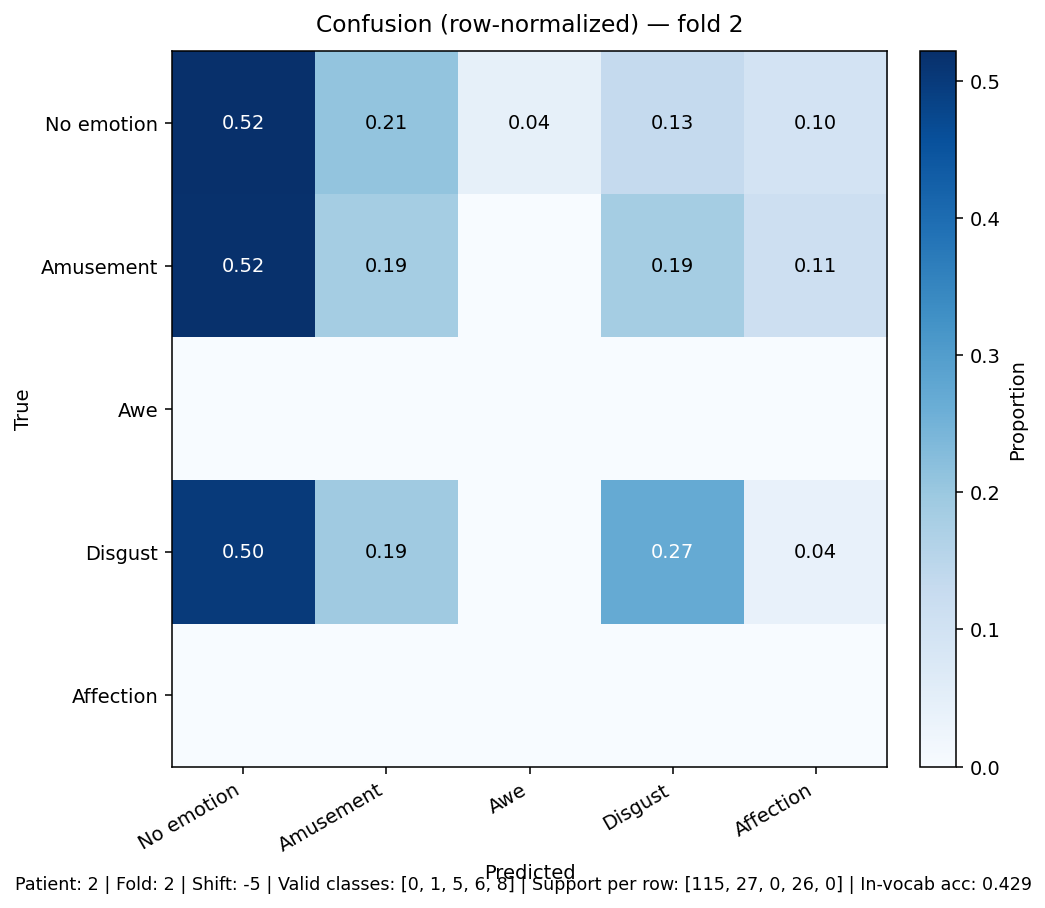 Confusion (row-normalized) — fold 2
No emotion 0.52 0.21 0.04 0.13 0.10
Amusement 0.52 0.19 0.19 0.11
Awe
Disgust 0.50 0.19 0.27 0.04
Affection
True
No emotion Amusement Awe Disgust Affection
Predicted
0.5
0.4
0.3
0.2
0.1
0.0
Proportion
Patient: 2 | Fold: 2 | Shift: -5 | Valid classes: [0, 1, 5, 6, 8] | Support per row: [115, 27, 0, 26, 0] | In-vocab acc: 0.429